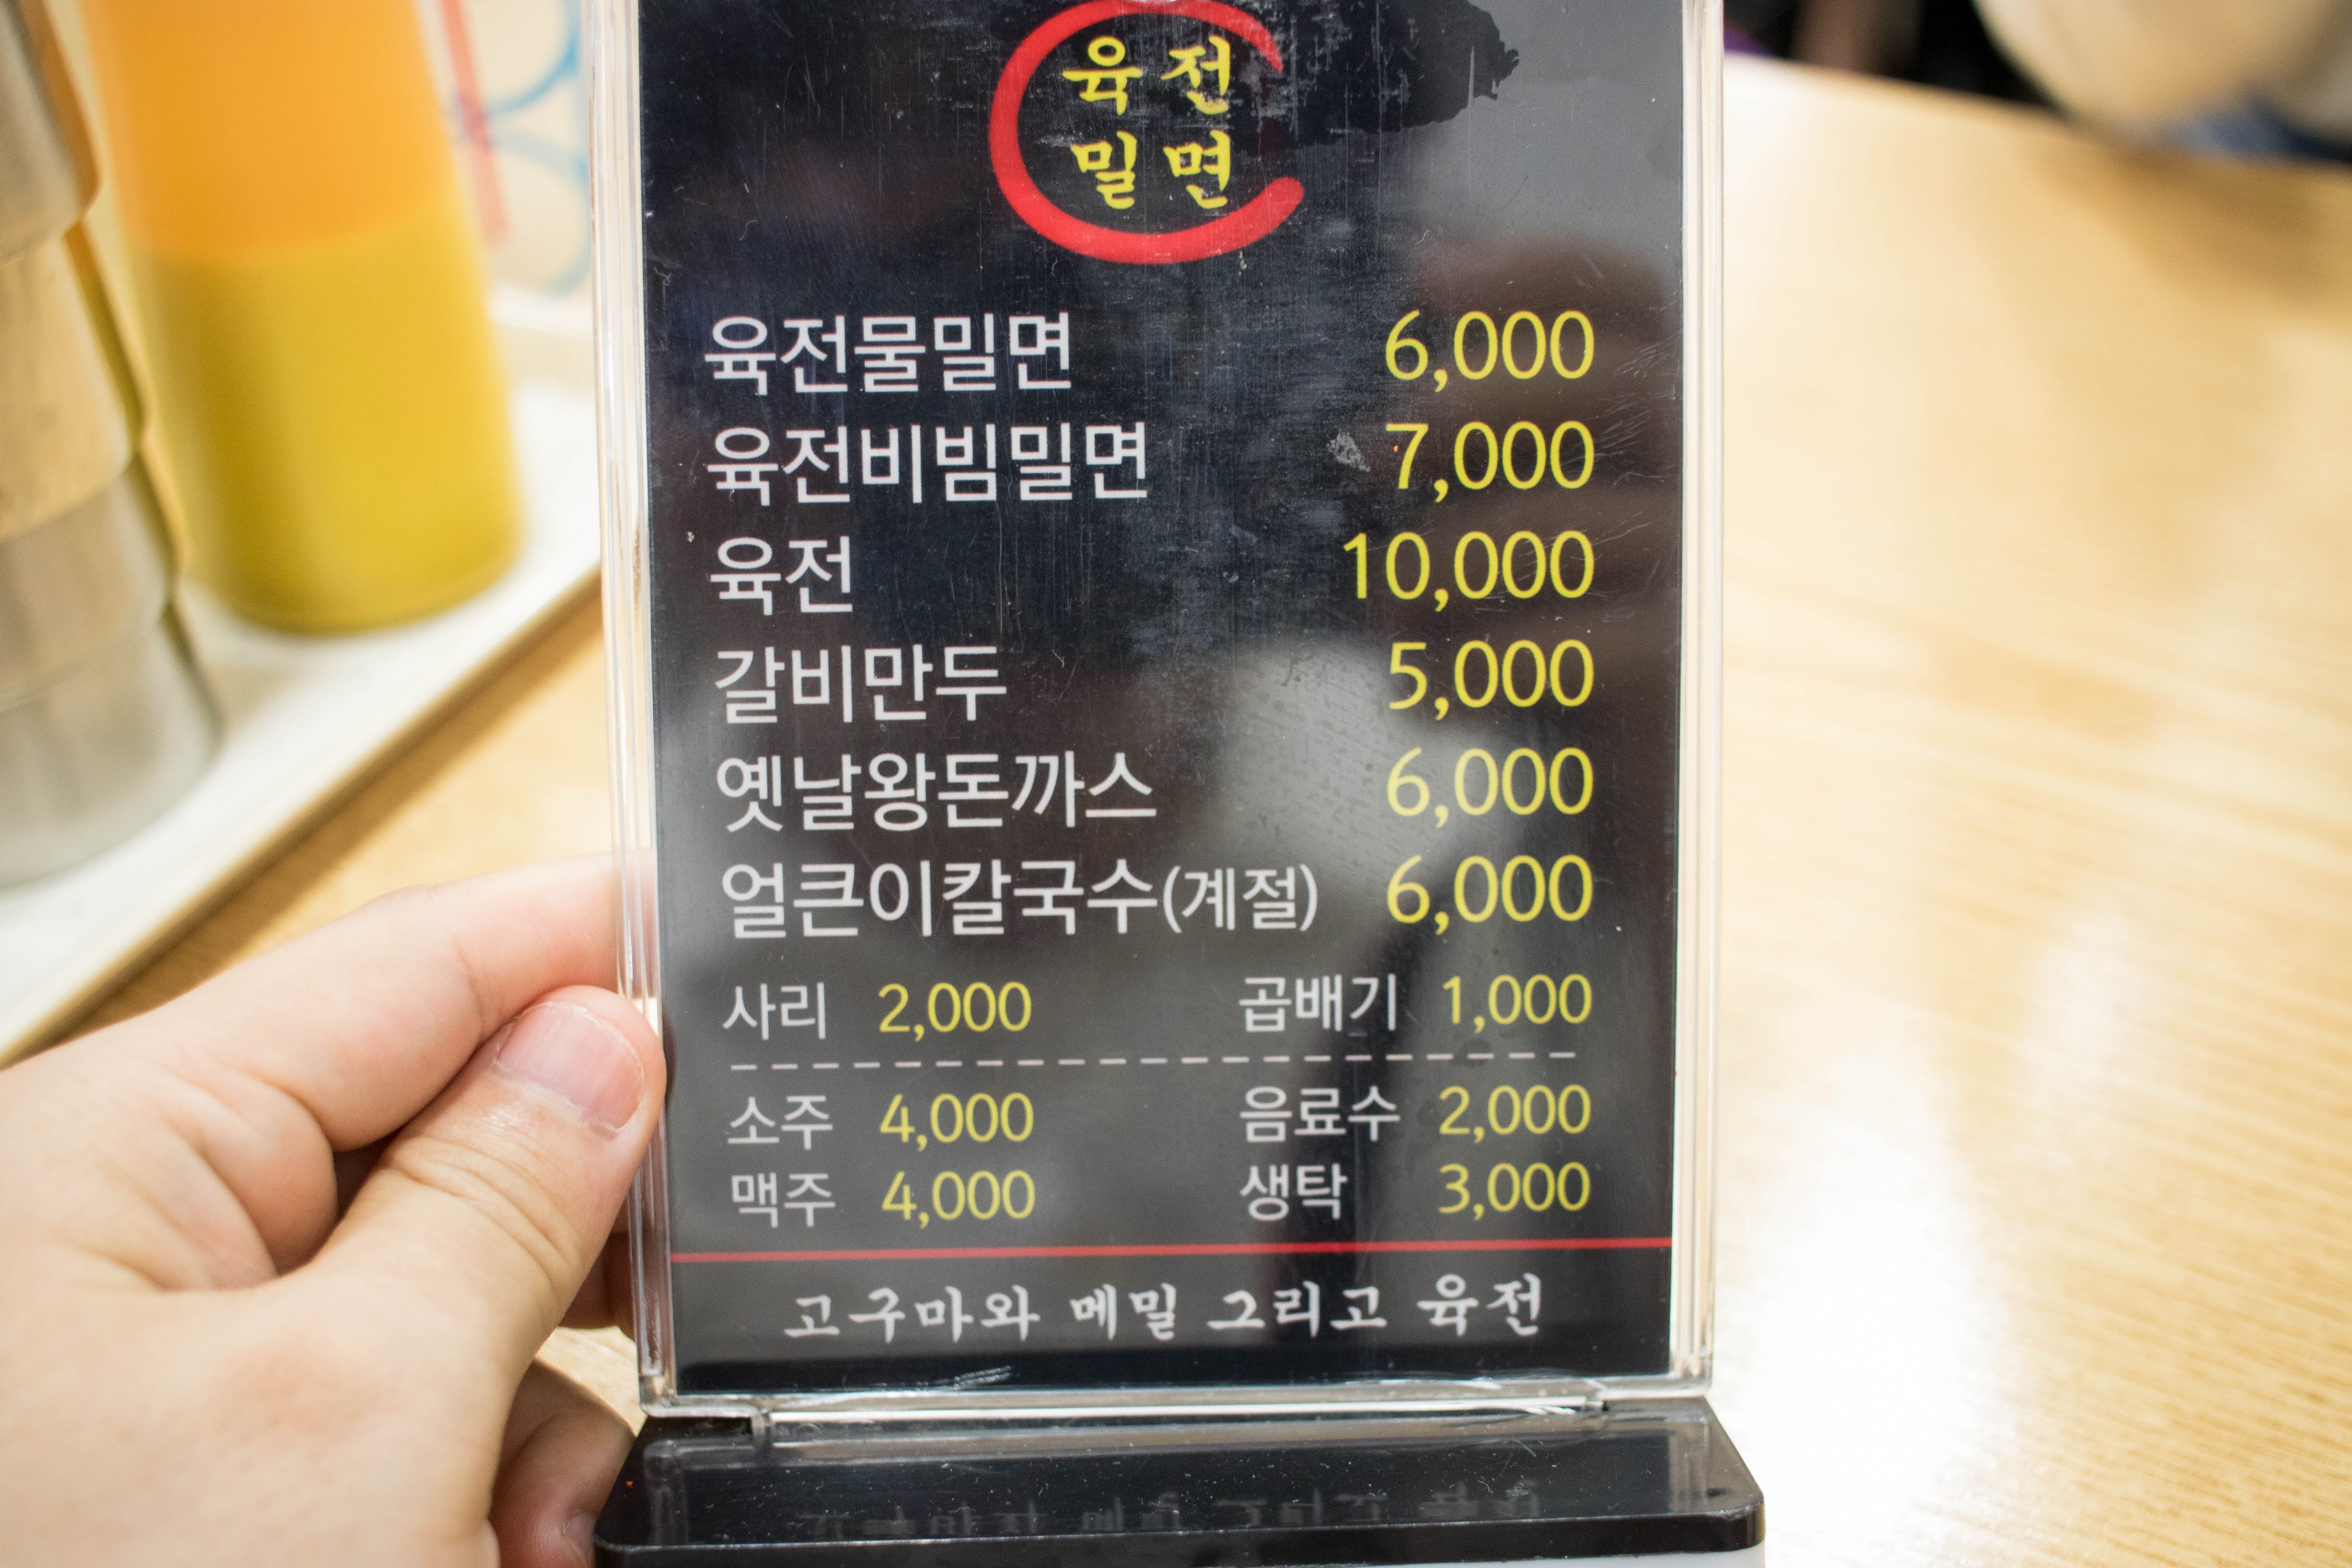 육전
밀면
육전물밀면 6,000
육전비빔밀면 7,000
육전 10,000
갈비만두 5,000
옛날왕돈까스 6,000
얼큰이칼국수(계절) 6,000
사리 2,000 곱배기 1,000
소주 4,000 음료수 2,000
맥주 4,000 생탁 3,000
고구마와 메밀 그리고 육전